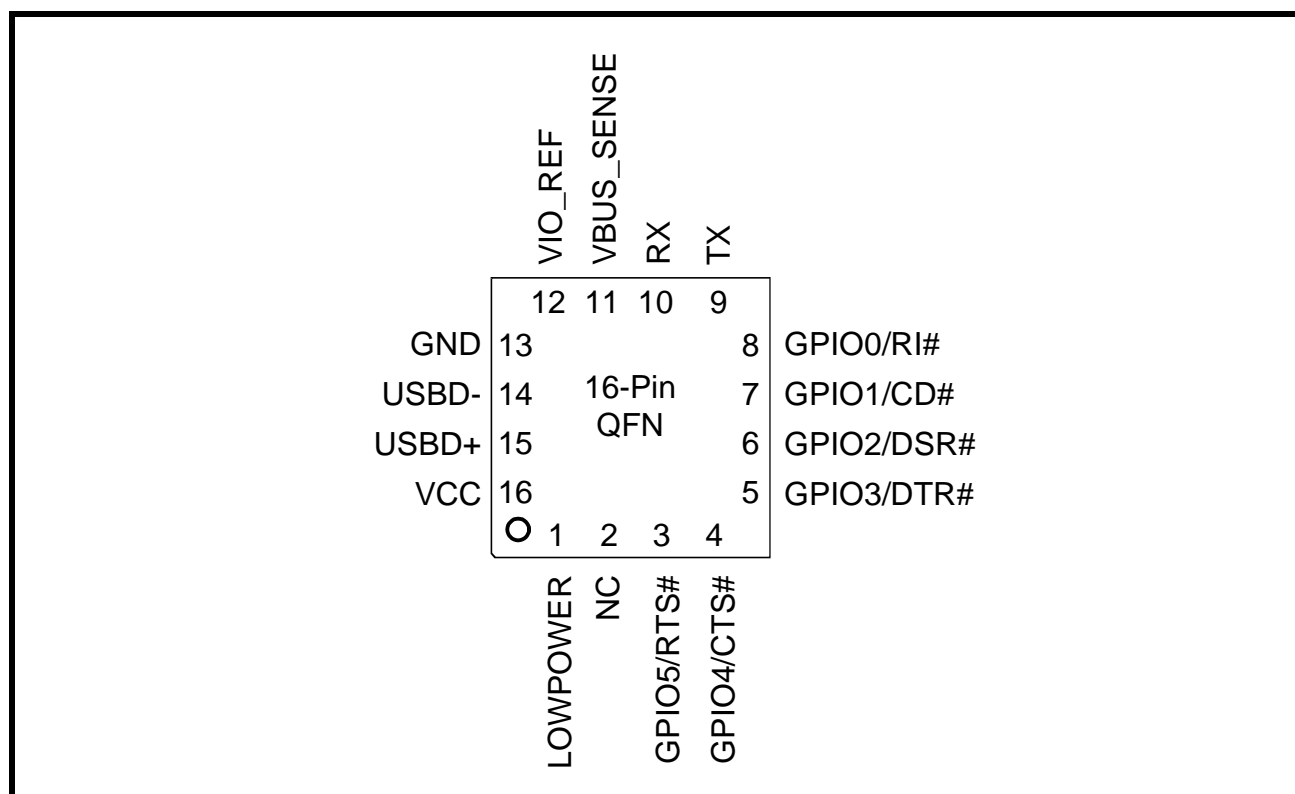 VIO_REF
VBUS_SENSE
RX
TX
12 11 10 9
GND 13
8 GPIO0/RI#
USBD- 14
16-Pin
QFN
7 GPIO1/CD#
USBD+ 15
6 GPIO2/DSR#
VCC 16
5 GPIO3/DTR#
1 2 3 4
LOWPOWER
NC
GPIO5/RTS#
GPIO4/CTS#